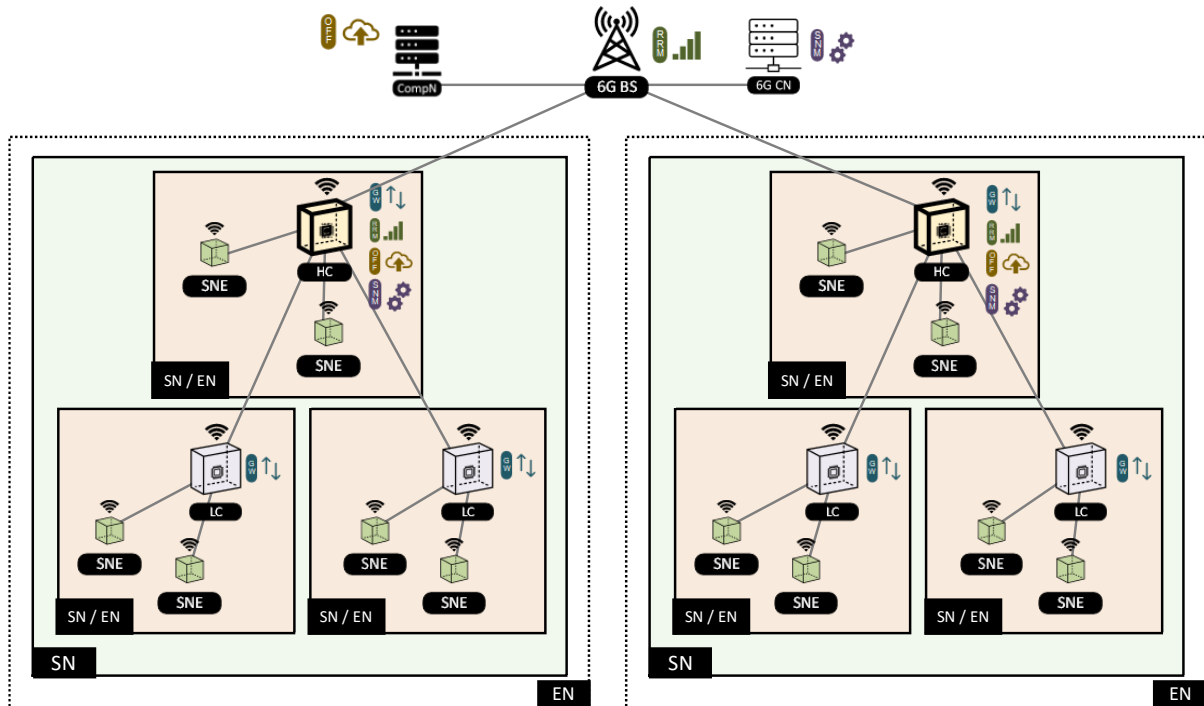 OFF
RRM
SNM
CompN
6G BS
6G CN
GW
RRM
HC
OFF
SNE
SNM
SNE
SN / EN
GW
LC
SNE
SNE
SN / EN
GW
LC
SNE
SNE
SN / EN
SN
EN
GW
RRM
HC
OFF
SNE
SNM
SNE
SN / EN
GW
LC
SNE
SNE
SN / EN
GW
LC
SNE
SNE
SN / EN
SN
EN